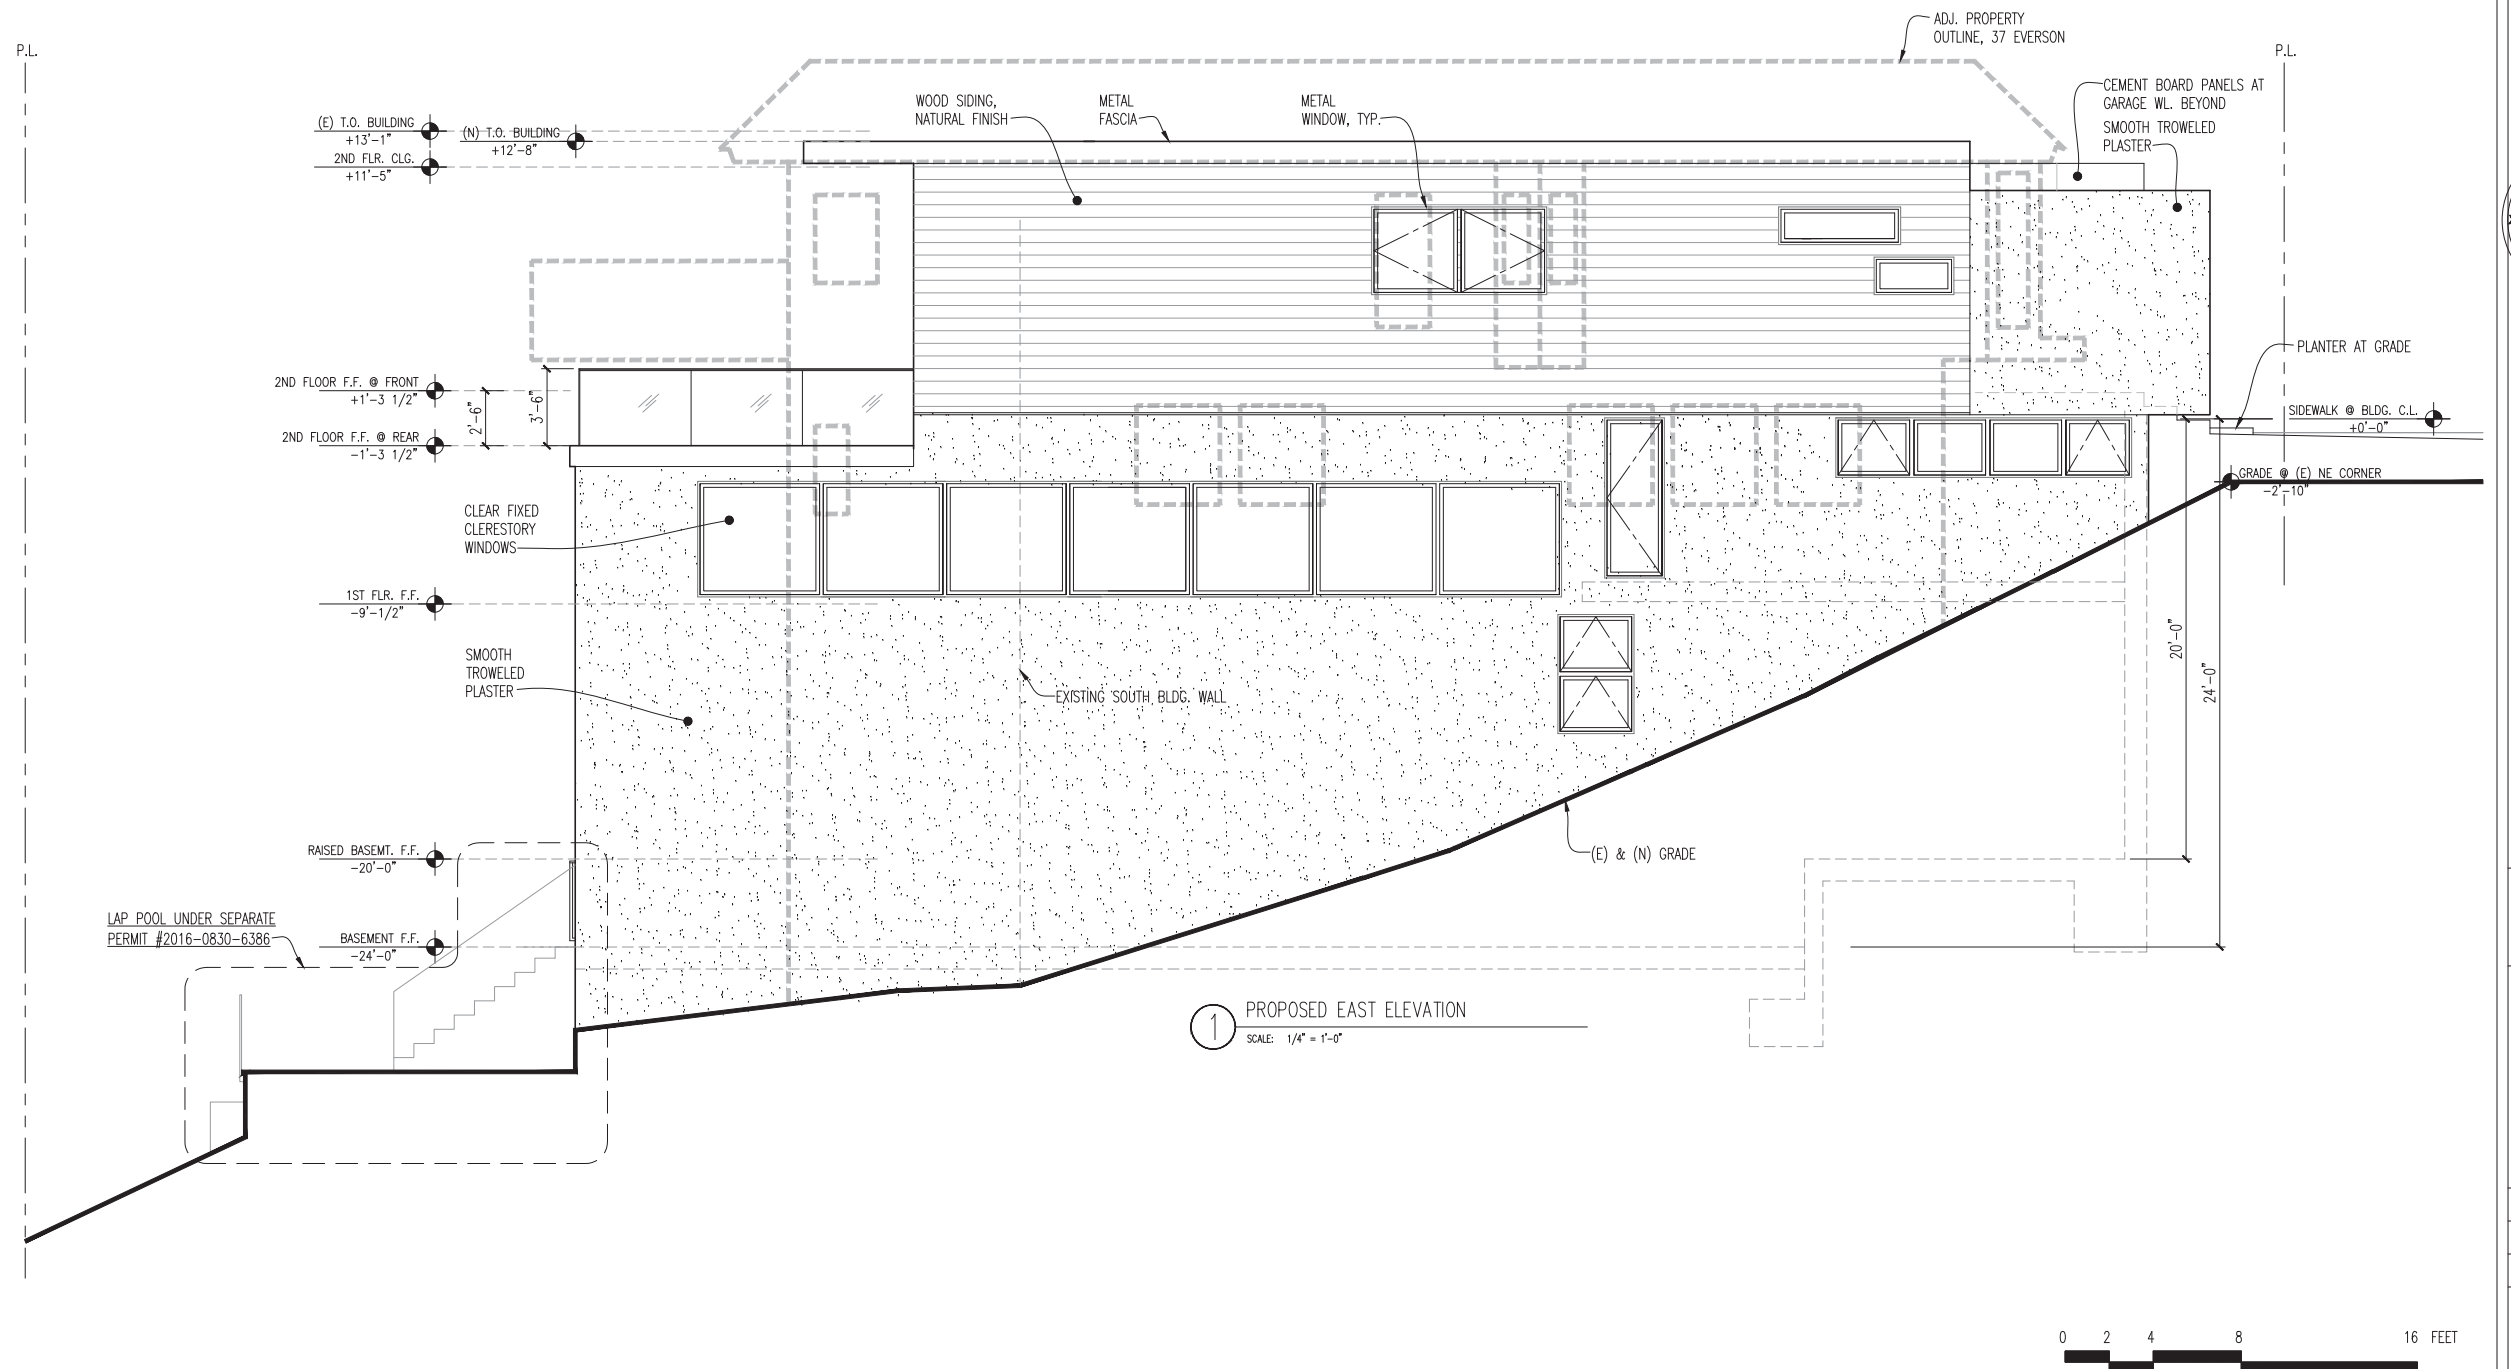 ADJ. PROPERTY
OUTLINE, 37 EVERSON
P.L.
P.L.
CEMENT BOARD PANELS AT
GARAGE WL. BEYOND
SMOOTH TROWELED
PLASTER
WOOD SIDING,
NATURAL FINISH
METAL
FASCIA
METAL
WINDOW, TYP.
(E) T.O. BUILDING
+13'-1"
(N) T.O. BUILDING
+12'-8"
2ND FLR. CLG.
+11'-5"
PLANTER AT GRADE
2ND FLOOR F.F. @ FRONT
+1'-3 1/2"
2'-6"
3'-6"
2ND FLOOR F.F. @ REAR
-1'-3 1/2"
SIDEWALK @ BLDG. C.L.
+0'-0"
GRADE @ (E) NE CORNER
-2'-10"
CLEAR FIXED
CLERESTORY
WINDOWS
1ST FLR. F.F.
-9'-1/2"
20'-0"
24'-0"
SMOOTH
TROWELED
PLASTER
EXISTING SOUTH BLDG. WALL
RAISED BASEMT. F.F.
-20'-0"
(E) & (N) GRADE
LAP POOL UNDER SEPARATE
PERMIT #2016-0830-6386
BASEMENT F.F.
-24'-0"
1
PROPOSED EAST ELEVATION
SCALE: 1/4" = 1'-0"
0 2 4 8 16 FEET